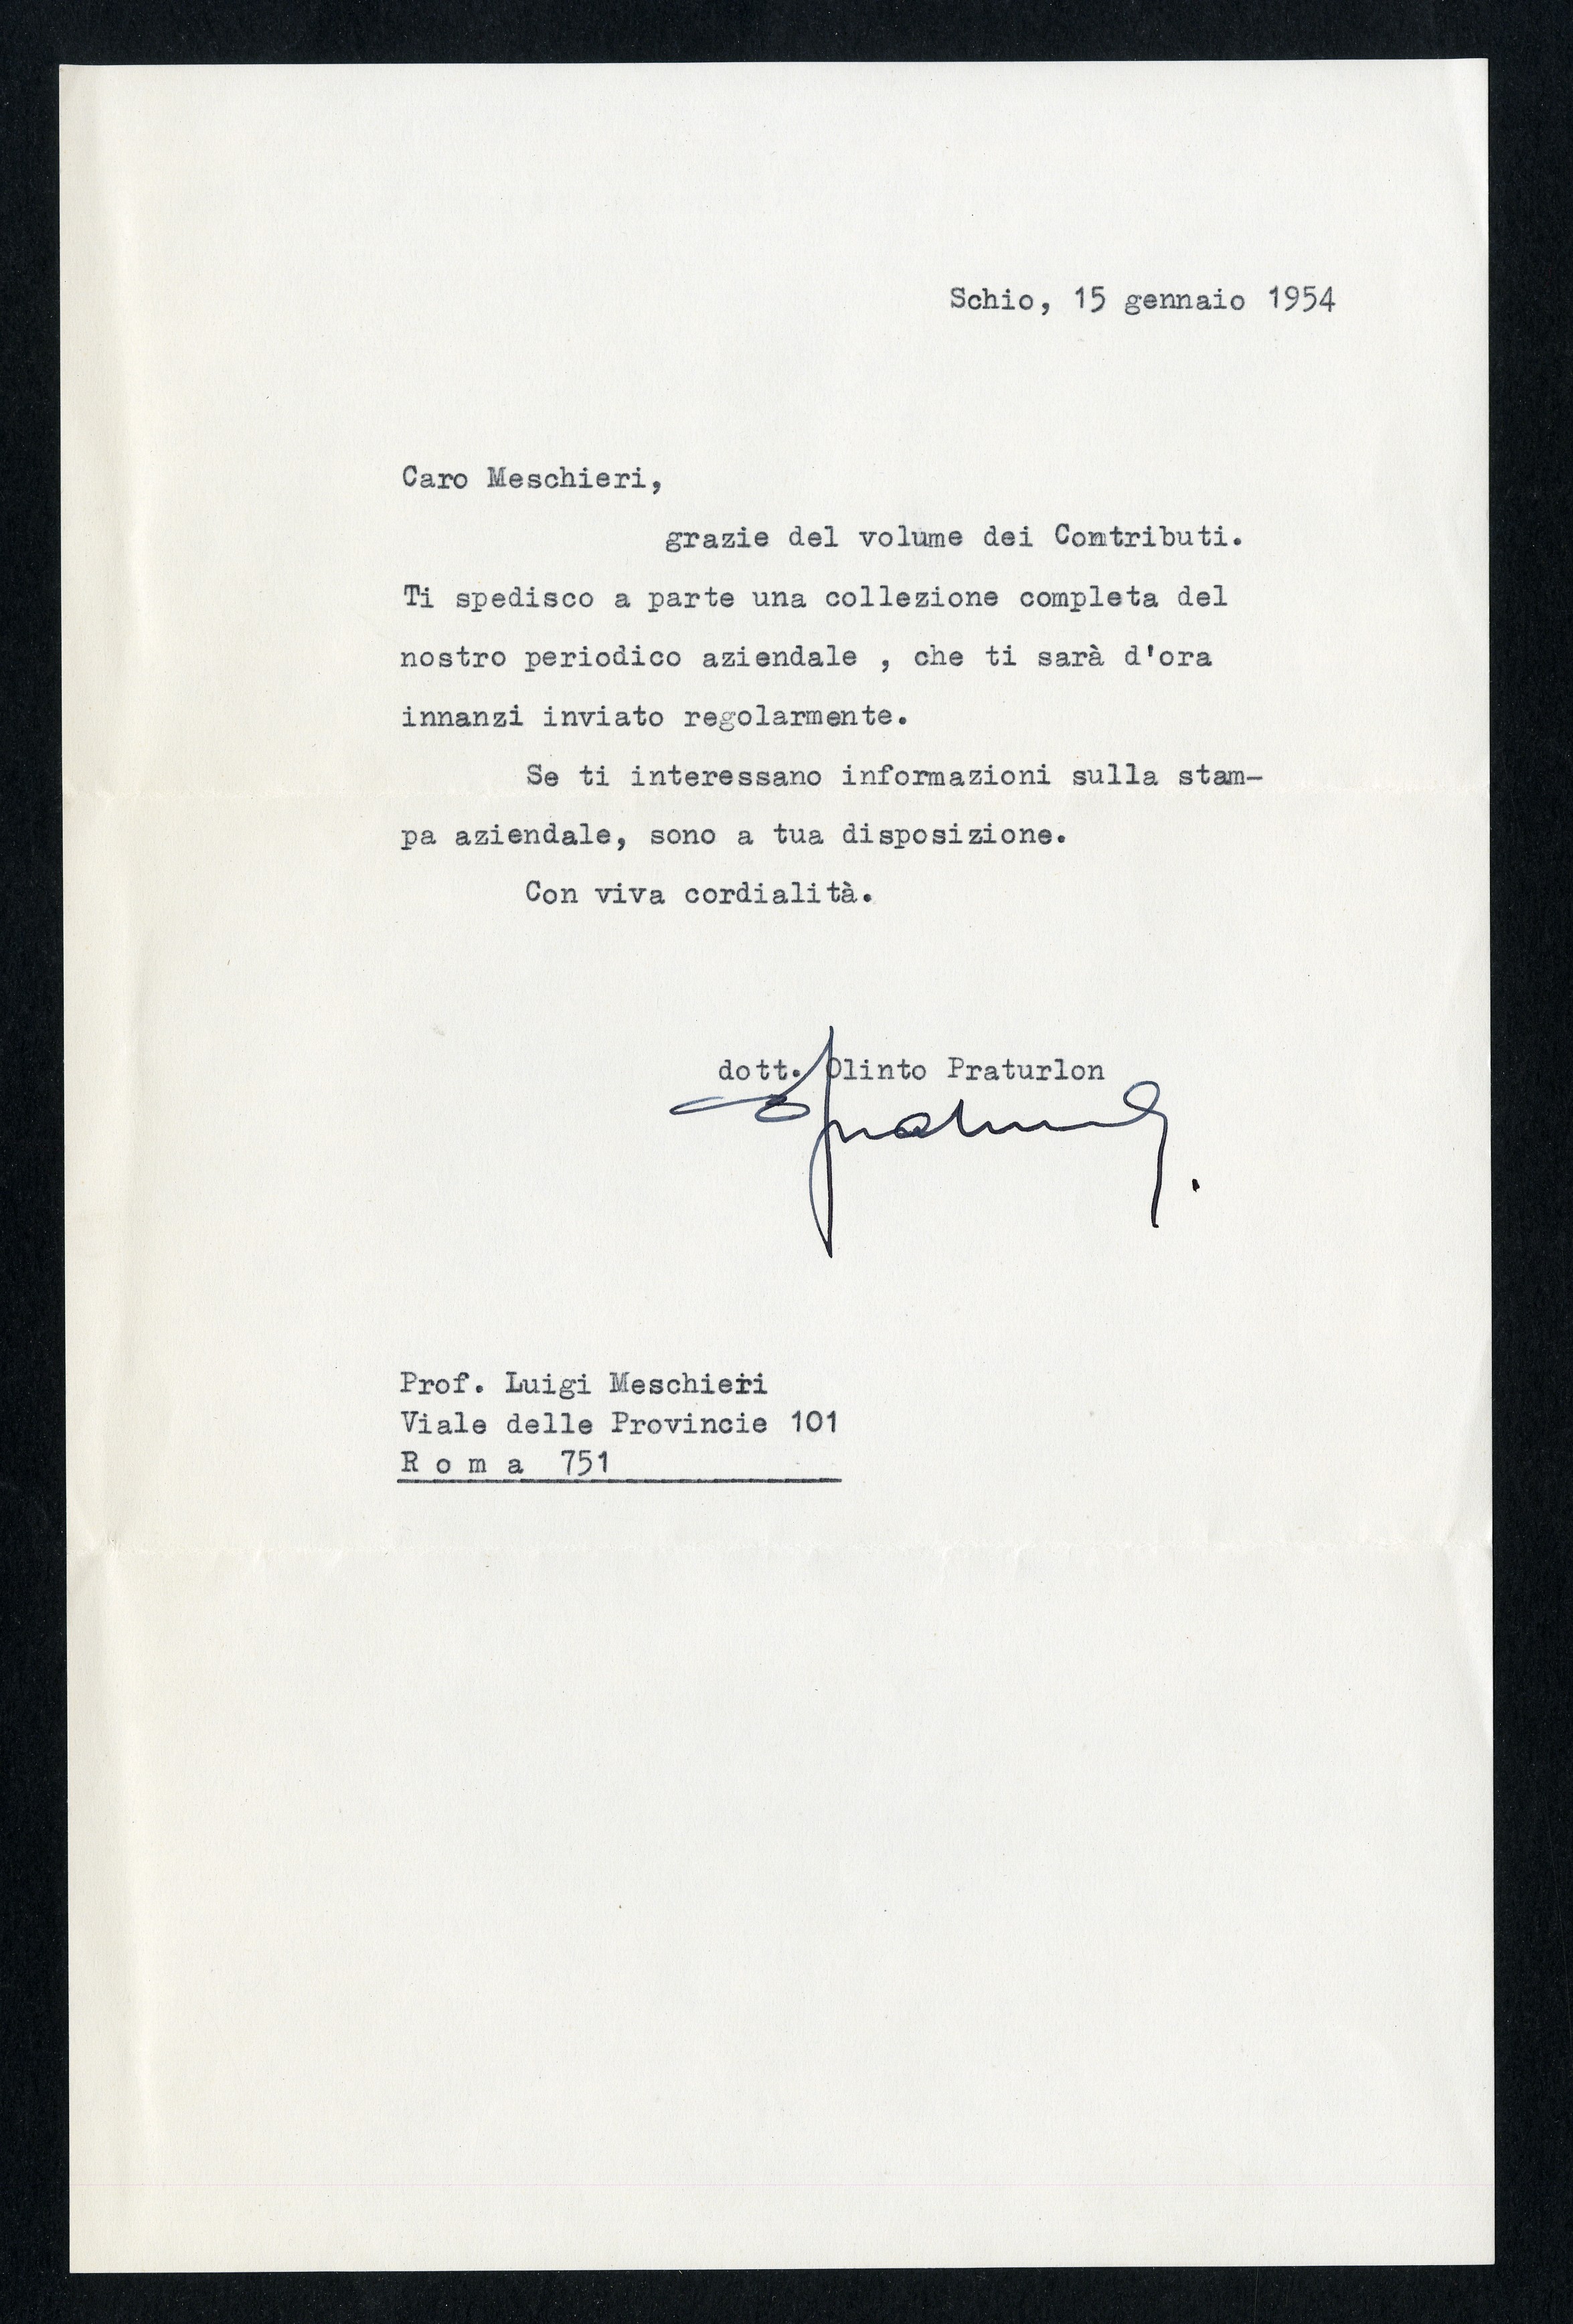 Schio, 15 gennaio 1954
Caro Meschieri,
grazie del volume dei Contributi.
Ti spedisco a parte una collezione completa del
nostro periodico aziendale , che ti sarà d'ora
innanzi inviato regolarmente.
Se ti interessano informazioni sulla stam-
pa aziendale, sono a tua disposizione.
Con viva cordialità.
dott. Olinto Praturlon
Prof. Luigi Meschieri
Viale delle Provincie 101
R o m a 751